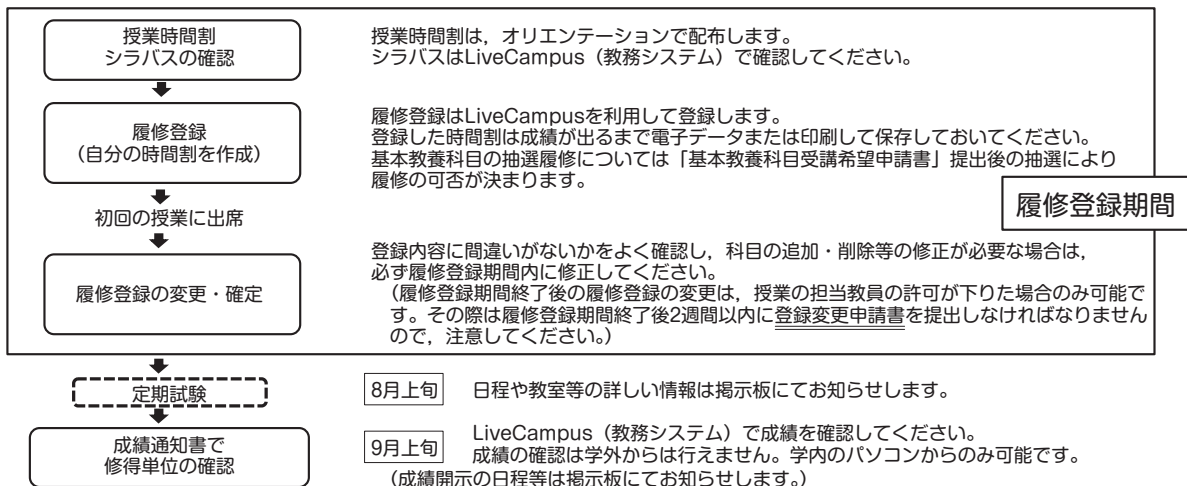 授業時間割
シラバスの確認
授業時間割は，オリエンテーションで配布します。
シラバスはLiveCampus（教務システム）で確認してください。
履修登録
（自分の時間割を作成）
履修登録はLiveCampusを利用して登録します。
登録した時間割は成績が出るまで電子データまたは印刷して保存しておいてください。
基本教養科目の抽選履修については「基本教養科目受講希望申請書」提出後の抽選により
履修の可否が決まります。
履修登録期間
初回の授業に出席
履修登録の変更・確定
登録内容に間違いがないかをよく確認し，科目の追加・削除等の修正が必要な場合は，
必ず履修登録期間内に修正してください。
（履修登録期間終了後の履修登録の変更は，授業の担当教員の許可が下りた場合のみ可能で
す。その際は履修登録期間終了後2週間以内に登録変更申請書を提出しなければなりません
ので，注意してください。）
定期試験
8月上旬
日程や教室等の詳しい情報は掲示板にてお知らせします。
成績通知書で
修得単位の確認
9月上旬
LiveCampus（教務システム）で成績を確認してください。
成績の確認は学外からは行えません。学内のパソコンからのみ可能です。
（成績開示の日程等は掲示板にてお知らせします。）